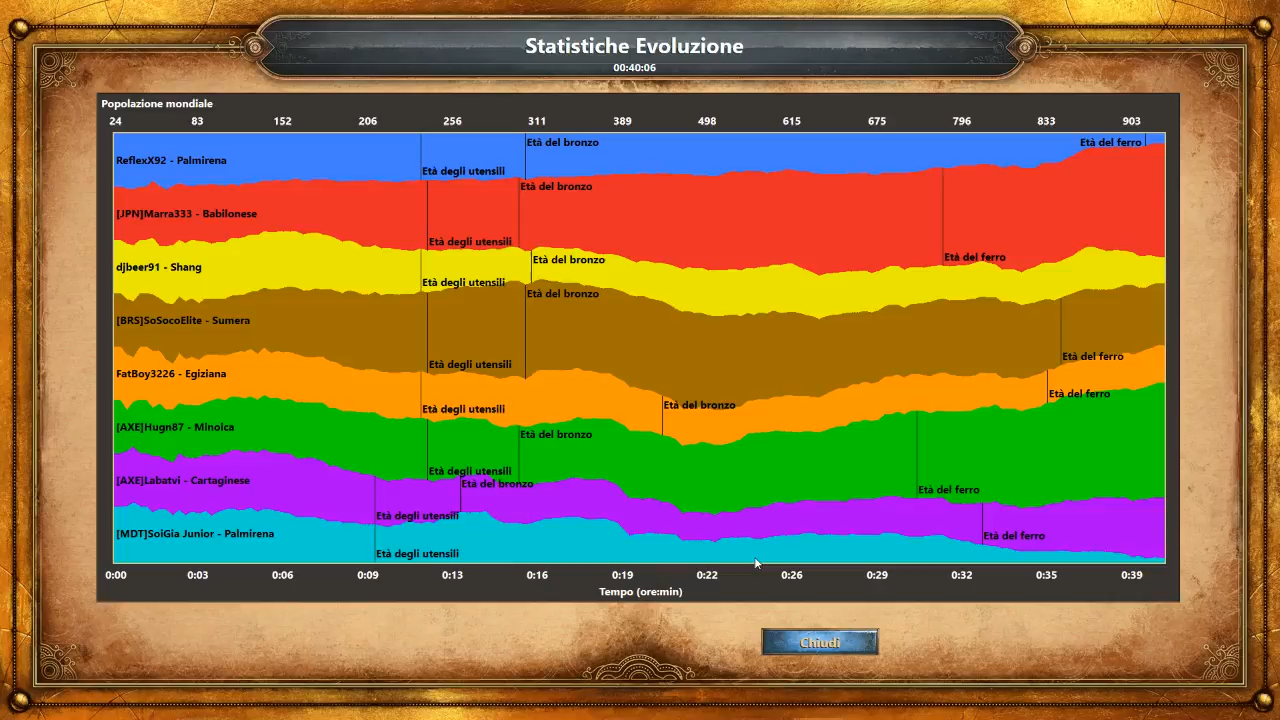 Statistiche Evoluzione
00:40:06
Popolazione mondiale
24 83 152 206 256 311 389 498 615 675 796 833 903
Età del bronzo
Età del ferro
ReflexX92 - Palmirena
Età degli utensili
Età del bronzo
[JPN]Marra333 - Babilonese
Età degli utensili
Età del ferro
Età del bronzo
djbeer91 - Shang
Età degli utensili
Età del bronzo
[BRS]SoSocoElite - Sumera
Età del ferro
Età degli utensili
FatBoy3226 - Egiziana
Età del ferro
Età del bronzo
Età degli utensili
[AXE]Hugn87 - Minoica
Età del bronzo
Età degli utensili
[AXE]Labatvi - Cartaginese
Età del bronzo
Età del ferro
Età degli utensili
[MDT]SoiGia Junior - Palmirena
Età del ferro
Età degli utensili
0:00 0:03 0:06 0:09 0:13 0:16 0:19 0:22 0:26 0:29 0:32 0:35 0:39
Tempo (ore:min)
Chiudi